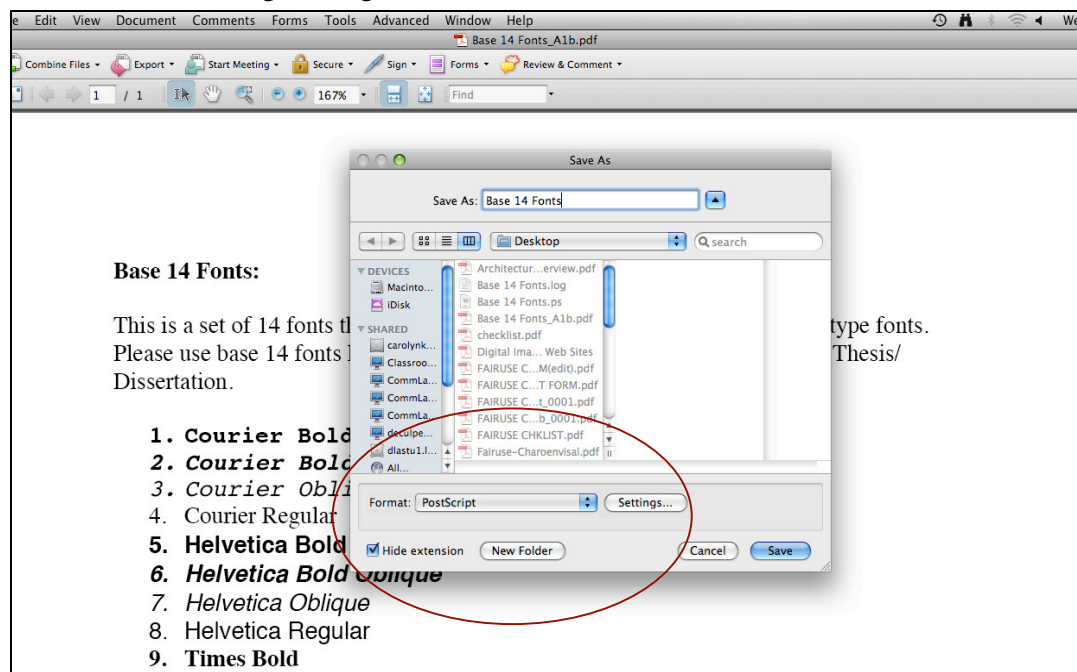 e Edit View Document Comments Forms Tools Advanced Window Help We
Base 14 Fonts_A1b.pdf
Combine Files Export Start Meeting Secure Sign Forms Review & Comment
1 / 1 167% Find
Save As
Save As: Base 14 Fonts
Desktop search
DEVICES
Macinto...
iDisk
SHARED
carolynk...
Classroo...
CommLa...
CommLa...
CommLa...
deculpe...
dlastu1.l...
All...
Architectur...erview.pdf
Base 14 Fonts.log
Base 14 Fonts.ps
Base 14 Fonts_A1b.pdf
checklist.pdf
Digital Ima... Web Sites
FAIRUSE C...M(edit).pdf
FAIRUSE C...T FORM.pdf
FAIRUSE C...t_0001.pdf
FAIRUSE C...b_0001.pdf
FAIRUSE CHKLIST.pdf
Fairuse-Charoenvisal.pdf
Format: PostScript Settings...
Hide extension New Folder Cancel Save
Base 14 Fonts:
This is a set of 14 fonts th type fonts.
Please use base 14 fonts Thesis/
Dissertation.
1. Courier Bold
2. Courier Bold
3. Courier Obli
4. Courier Regular
5. Helvetica Bold
6. Helvetica Bold Oblique
7. Helvetica Oblique
8. Helvetica Regular
9. Times Bold